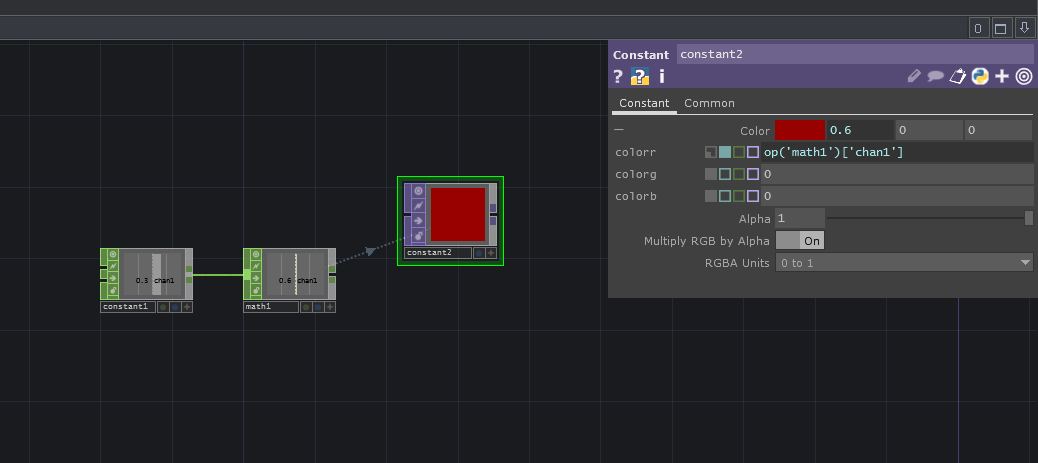 0
Constant constant2
? ? i
Constant Common
Color 0.6 0 0
colorr op('math1')['chan1']
colorg 0
colorb 0
Alpha 1
Multiply RGB by Alpha On
RGBA Units 0 to 1
constant2
0.3 chan1
constant1
0.6 chan1
math1